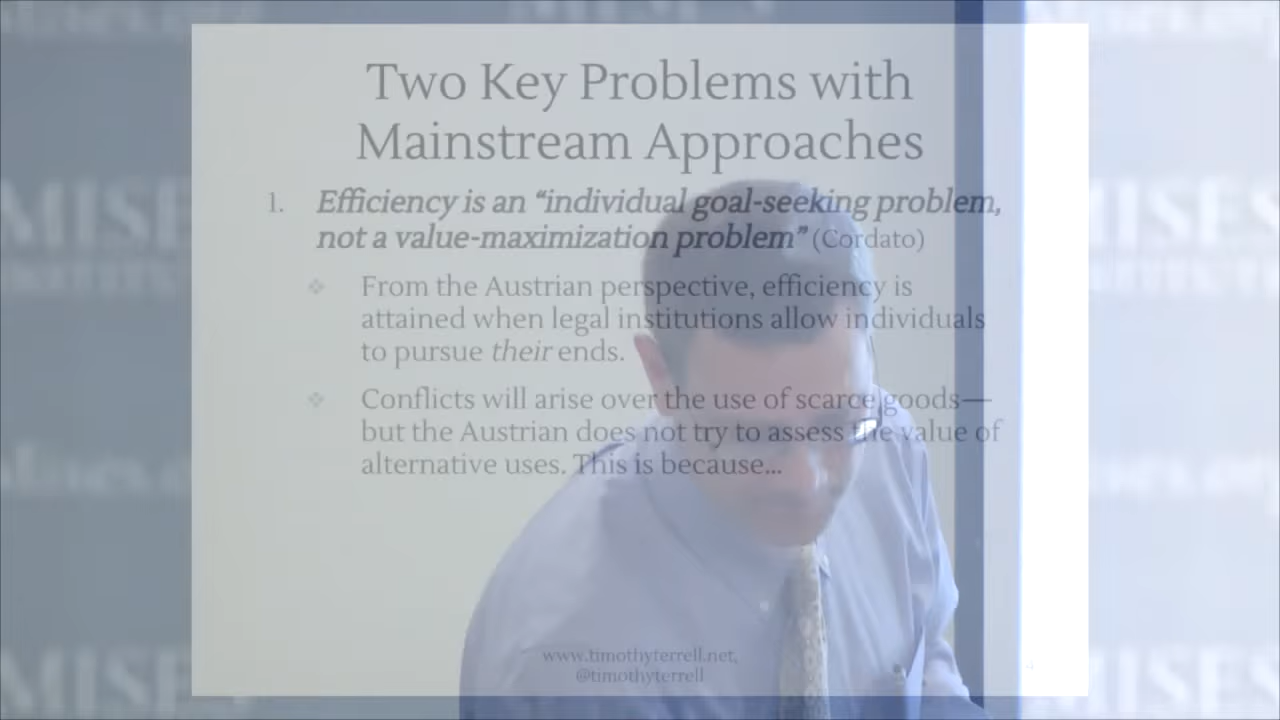 Two Key Problems with
Mainstream Approaches
1. Efficiency is an “individual goal-seeking problem,
not a value-maximization problem” (Cordato)
❖ From the Austrian perspective, efficiency is
attained when legal institutions allow individuals
to pursue their ends.
❖ Conflicts will arise over the use of scarce goods—
but the Austrian does not try to assess the value of
alternative uses. This is because...
www.timothyterrell.net,
@timothyterrell
MISES
MISES